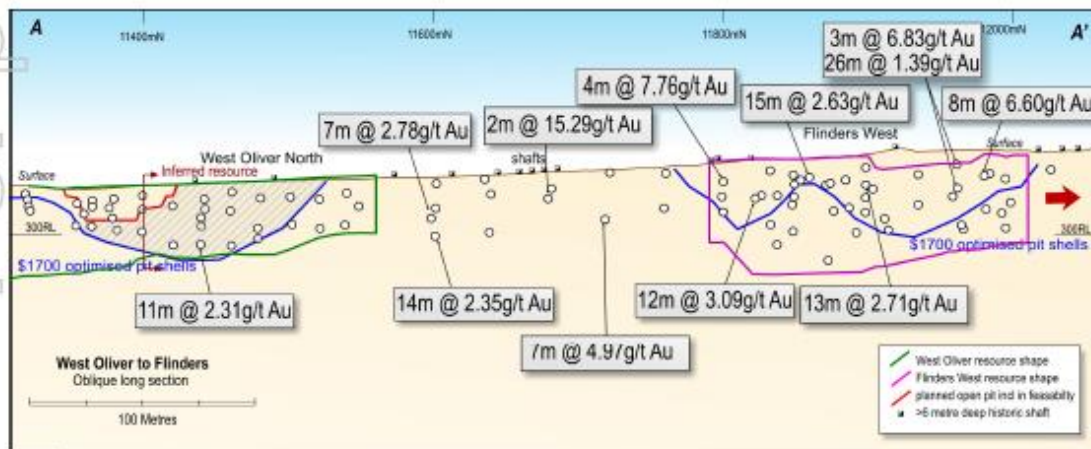 A
11400mN
11600mN
11800mN
12000mN
A'
3m @ 6.83g/t Au
26m @ 1.39g/t Au
4m @ 7.76g/t Au
15m @ 2.63g/t Au
8m @ 6.60g/t Au
7m @ 2.78g/t Au
2m @ 15.29g/t Au
Flinders West
Surface
West Oliver North
shafts
Surface
Inferred resource
300RL
300RL
$1700 optimised pit shells
$1700 optimised pit shells
11m @ 2.31g/t Au
14m @ 2.35g/t Au
12m @ 3.09g/t Au
13m @ 2.71g/t Au
7m @ 4.97g/t Au
West Oliver to Flinders
Oblique long section
100 Metres
West Oliver resource shape
Flinders West resource shape
planned open pit ind in feasabilty
>6 metre deep historic shaft